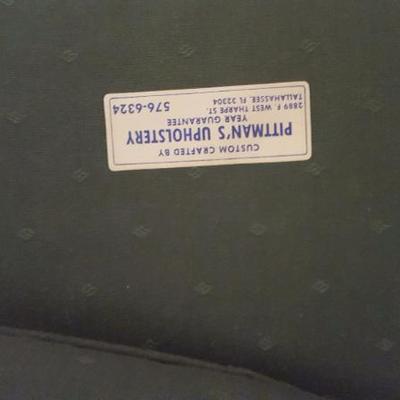 CUSTOM CRAFTED BY
PITTMAN'S UPHOLSTERY
YEAR GUARANTEE
2889 F. WEST THARPE ST.
TALLAHASSEE, FL 32304 576-6324